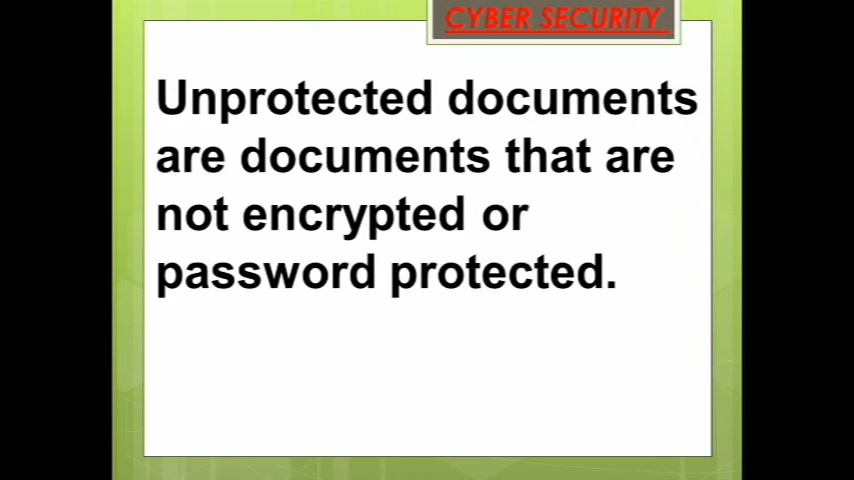 CYBER SECURITY
Unprotected documents
are documents that are
not encrypted or
password protected.